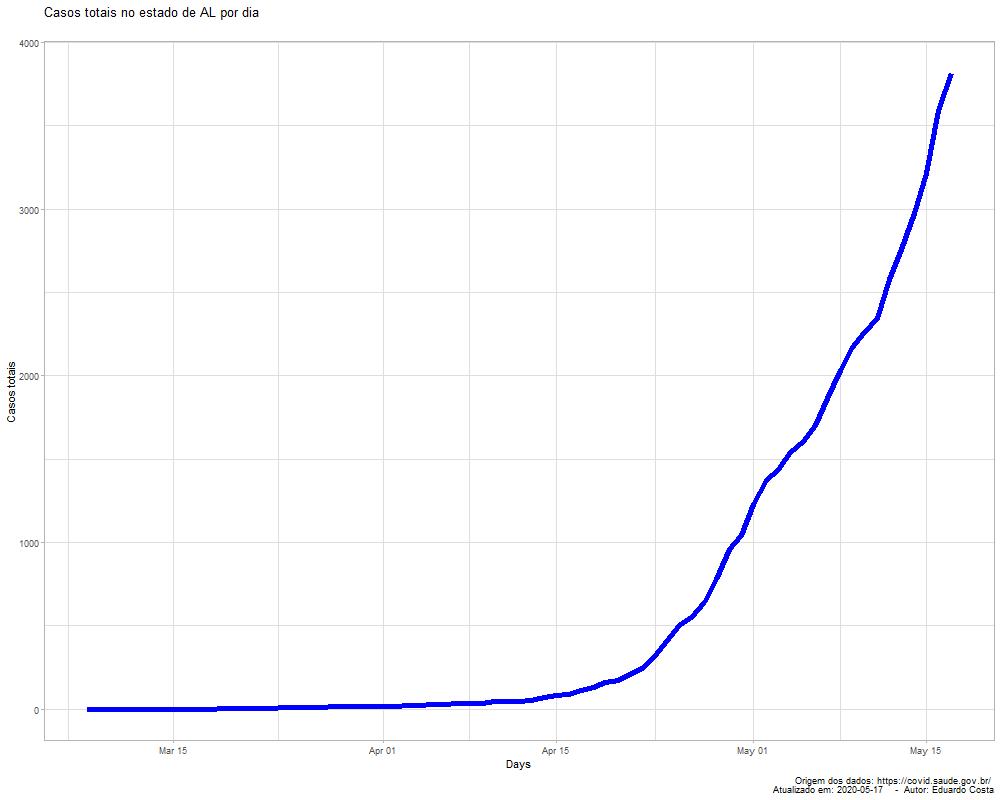 Casos totais no estado de AL por dia
4000
3000
2000
1000
0
Casos totais
Mar 15
Apr 01
Apr 15
May 01
May 15
Days
Origem dos dados: https://covid.saude.gov.br/
Atualizado em: 2020-05-17 - Autor: Eduardo Costa